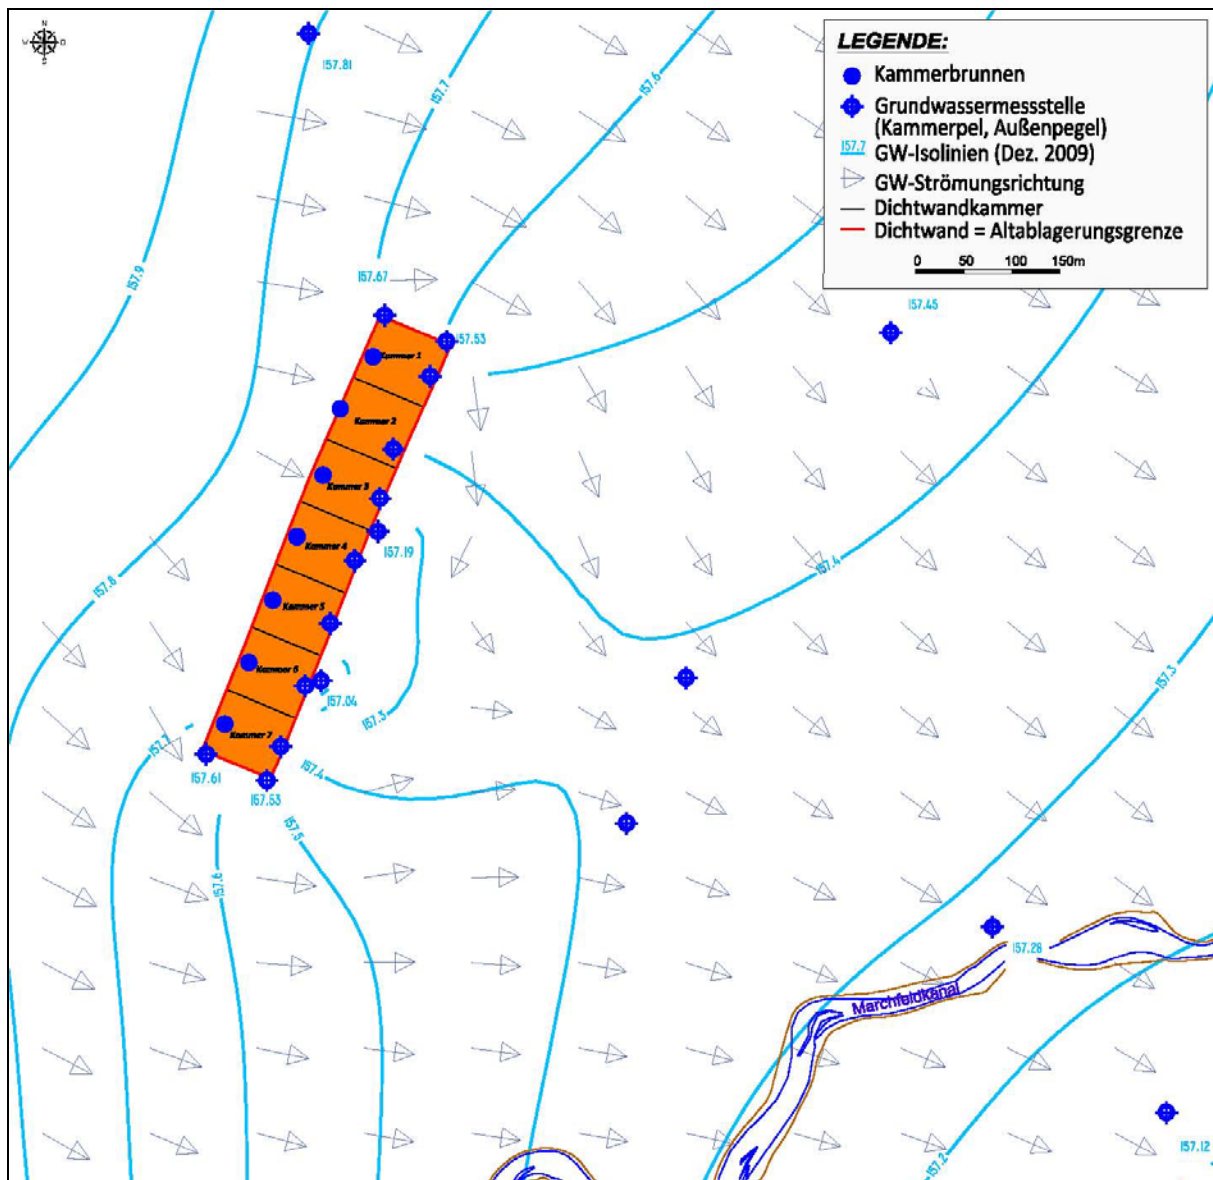 N
W O
S
LEGENDE:
Kammerbrunnen
Grundwassermessstelle
(Kammerpel, Außenpegel)
157.7 GW-Isolinien (Dez. 2009)
GW-Strömungsrichtung
Dichtwandkammer
Dichtwand = Altablagerungsgrenze
0 50 100 150m
157.81
157.7
157.6
157.9
157.67
157.45
157.53
Kammer 1
Kammer 2
Kammer 3
157.19
Kammer 4
157.4
157.8
Kammer 5
Kammer 6
157.3
157.04
157.3
Kammer 7
157.7
157.61
157.4
157.53
157.5
157.6
157.28
Marchfeldkanal
157.2
157.12